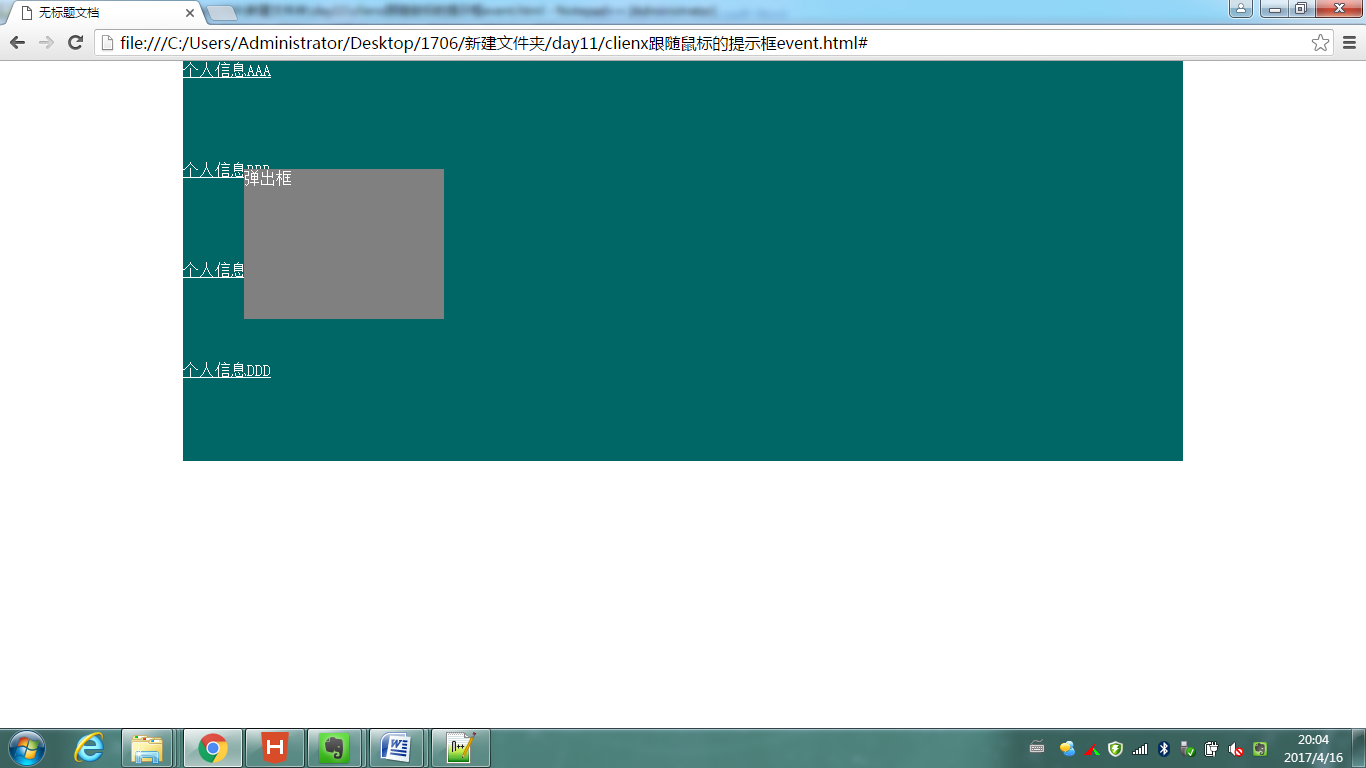 无标题文档
file:///C:/Users/Administrator/Desktop/1706/新建文件夹/day11/clienx跟随鼠标的提示框event.html#
个人信息AAA
个人信息BBB
弹出框
个人信息
个人信息DDD
20:04
2017/4/16